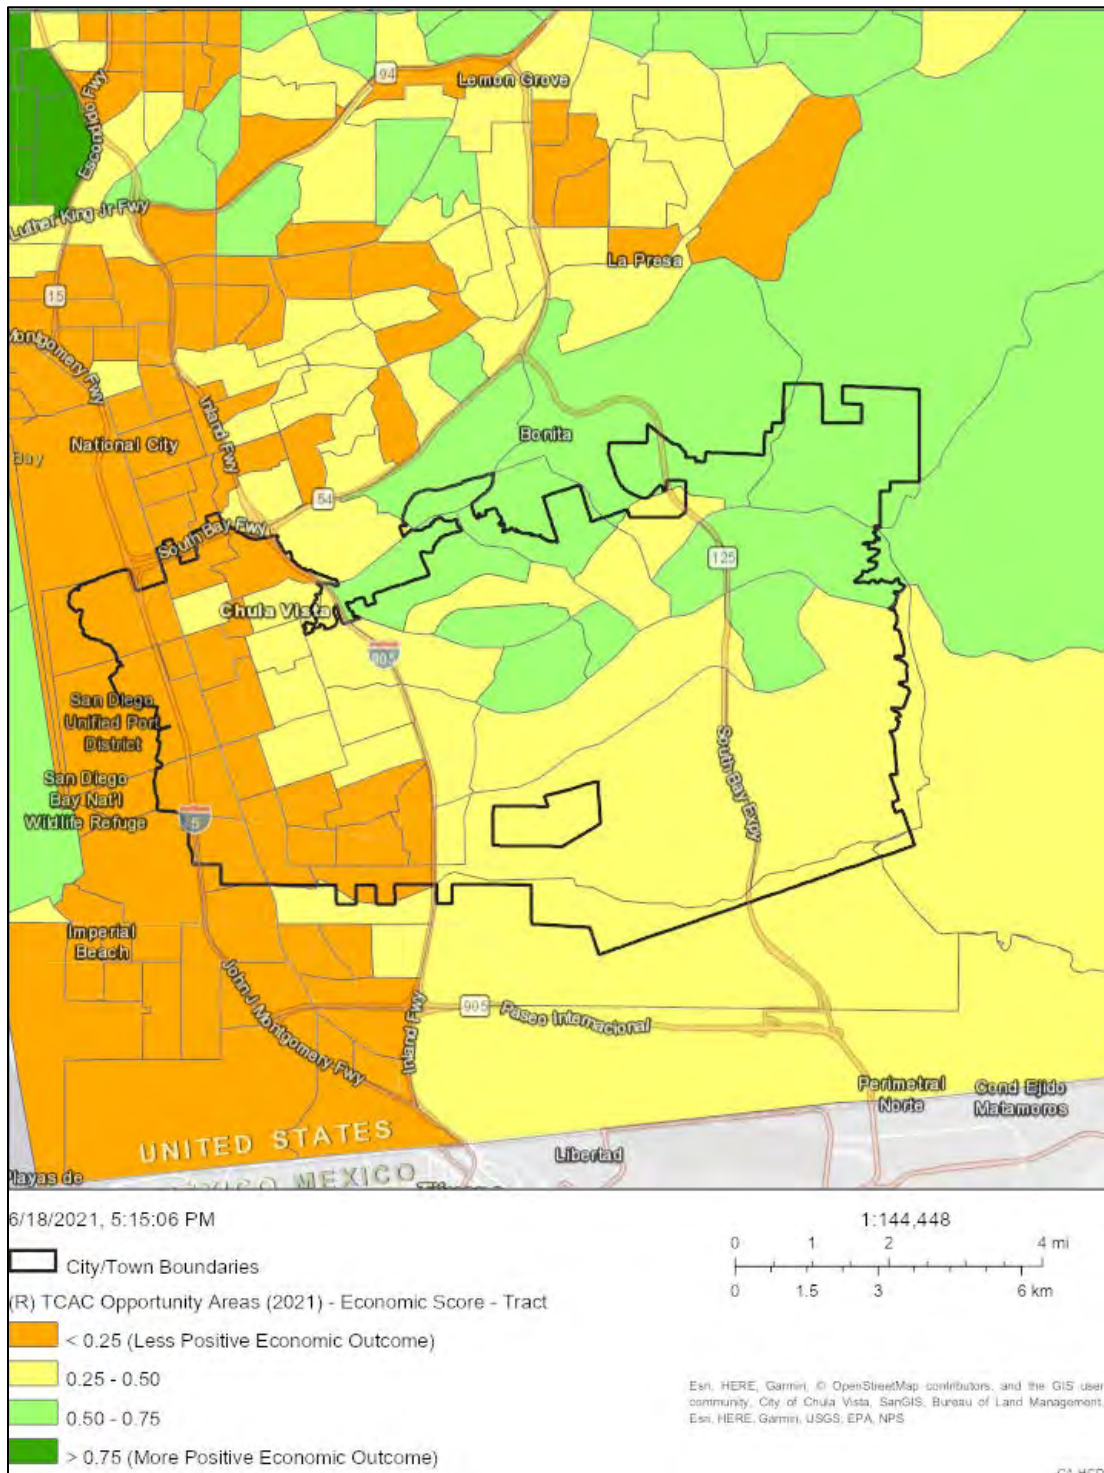 94
Lemon Grove
Escondido Fwy
Luther King Jr Fwy
La Presa
15
Montgomery Fwy
Inland Fwy
National City
Bay
Bonita
54
South Bay Fwy
125
Chula Vista
805
San Diego
Unified Port
District
South Bay Expy
San Diego
Bay Nat'l
Wildlife Refuge
5
Imperial
Beach
John J Montgomery Fwy
Inland Fwy
905
Paseo Internacional
Perimetral
Norte
Cond Ejido
Matamoros
UNITED STATES
MEXICO
Libertad
Playas de
6/18/2021, 5:15:06 PM
1:144,448
0 1 2 4 mi
0 1.5 3 6 km
City/Town Boundaries
(R) TCAC Opportunity Areas (2021) - Economic Score - Tract
< 0.25 (Less Positive Economic Outcome)
0.25 - 0.50
0.50 - 0.75
> 0.75 (More Positive Economic Outcome)
Esri, HERE, Garmin, © OpenStreetMap contributors, and the GIS user
community, City of Chula Vista, SanGIS, Bureau of Land Management,
Esri, HERE, Garmin, USGS, EPA, NPS